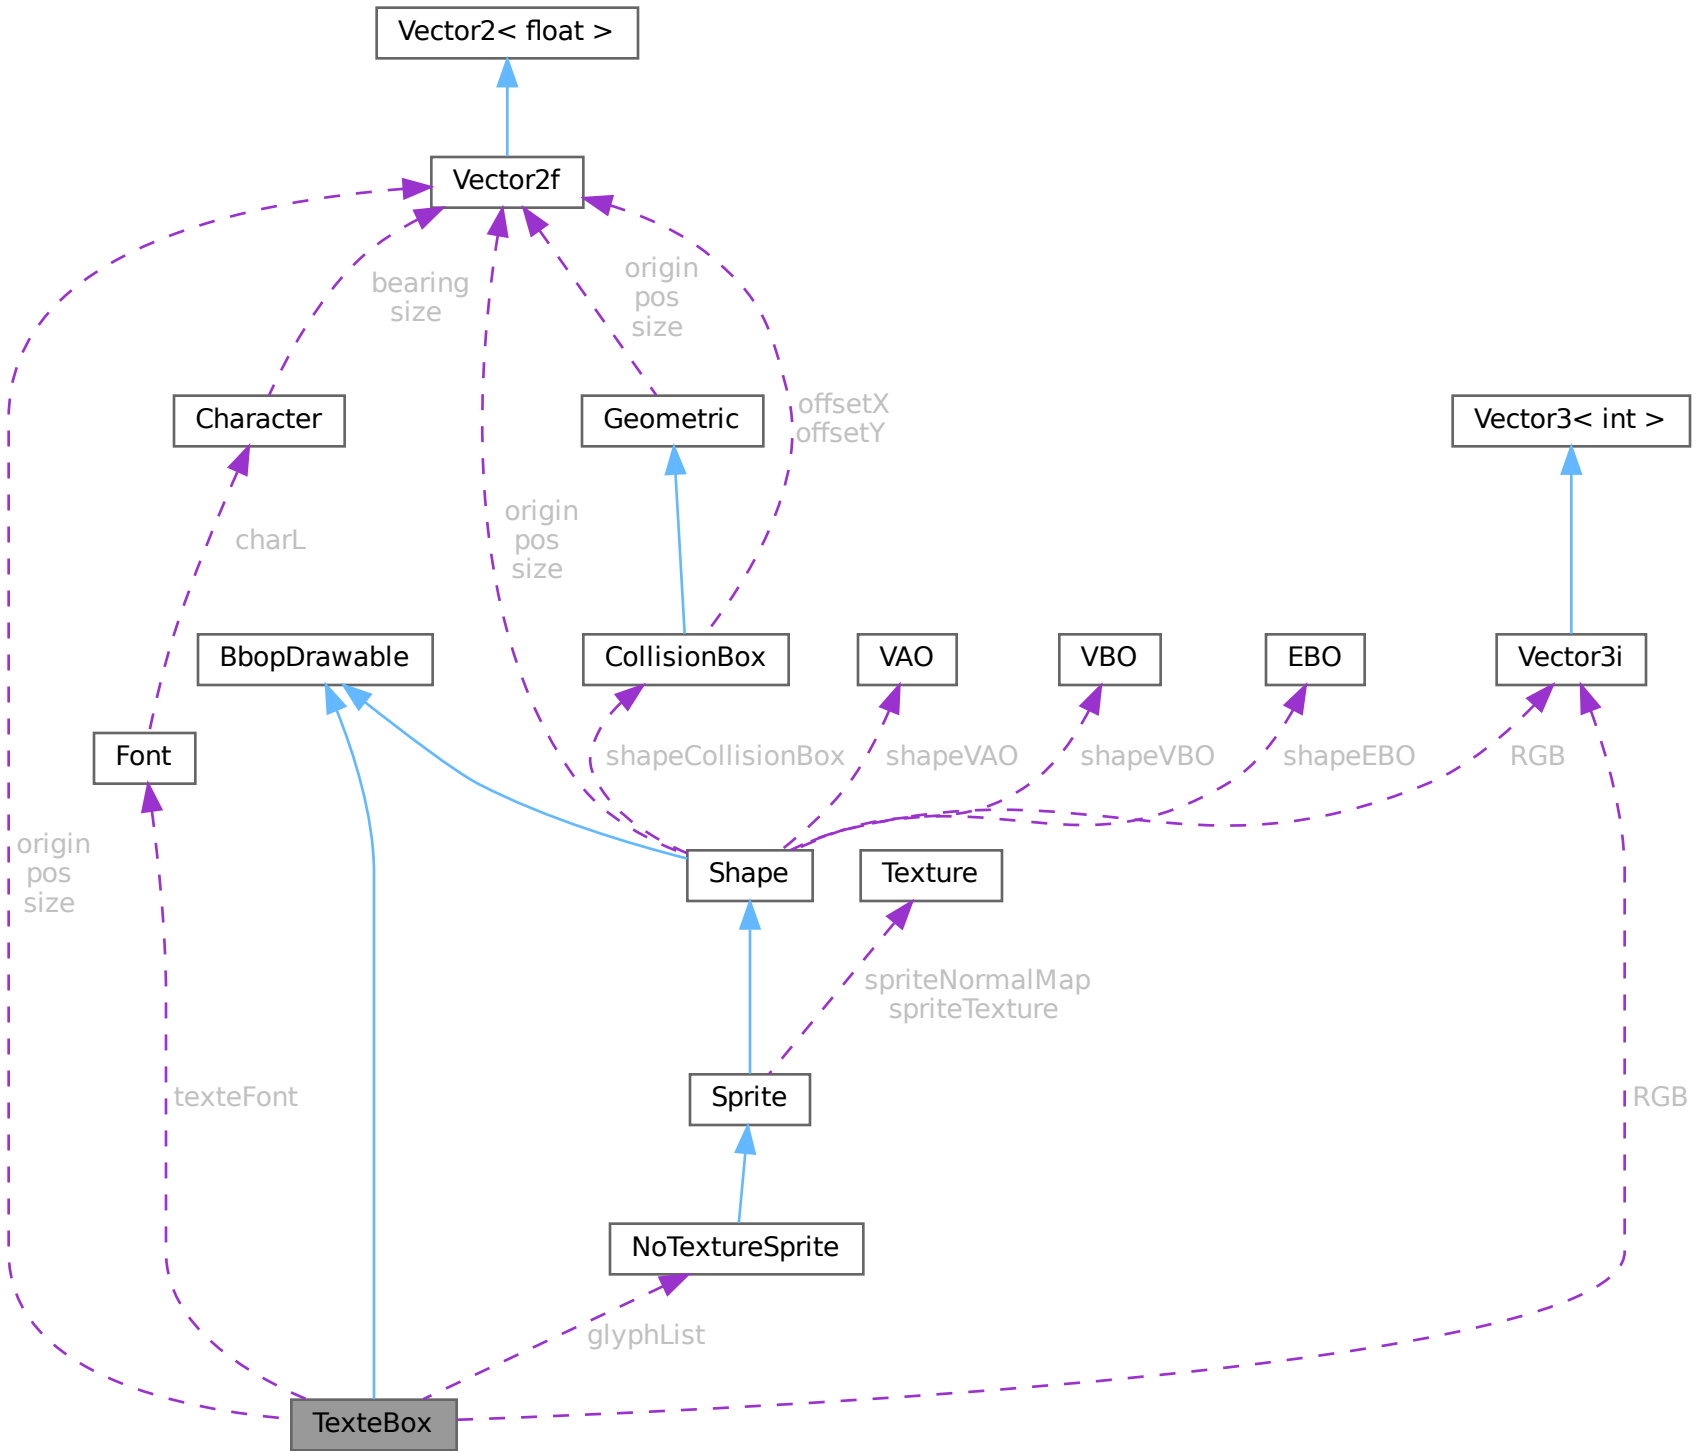 Vector2< float >
Vector2f
origin
pos
size
bearing
size
Character
Geometric
offsetX
offsetY
Vector3< int >
origin
pos
size
charL
BbopDrawable
CollisionBox
VAO
VBO
EBO
Vector3i
Font
shapeCollisionBox
shapeVAO
shapeVBO
shapeEBO
RGB
origin
pos
size
Shape
Texture
spriteNormalMap
spriteTexture
texteFont
Sprite
RGB
NoTextureSprite
glyphList
TexteBox